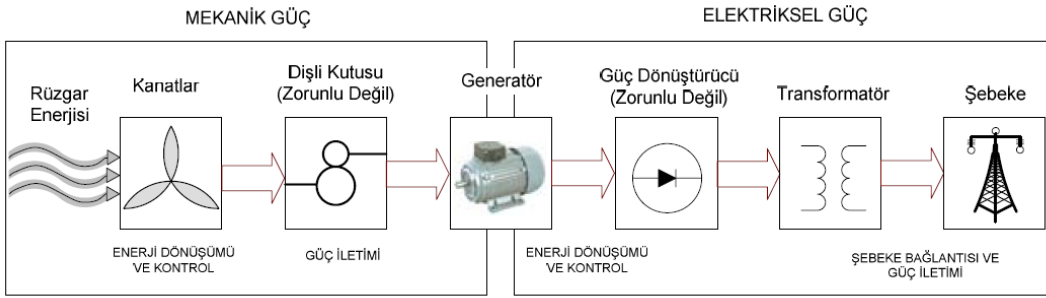 MEKANİK GÜÇ
ELEKTRİKSEL GÜÇ
Rüzgar
Enerjisi
Kanatlar
Dişli Kutusu
(Zorunlu Değil)
Generatör
Güç Dönüştürücü
(Zorunlu Değil)
Transformatör
Şebeke
ENERJİ DÖNÜŞÜMÜ
VE KONTROL
GÜÇ İLETİMİ
ENERJİ DÖNÜŞÜMÜ
VE KONTROL
ŞEBEKE BAĞLANTISI VE
GÜÇ İLETİMİ